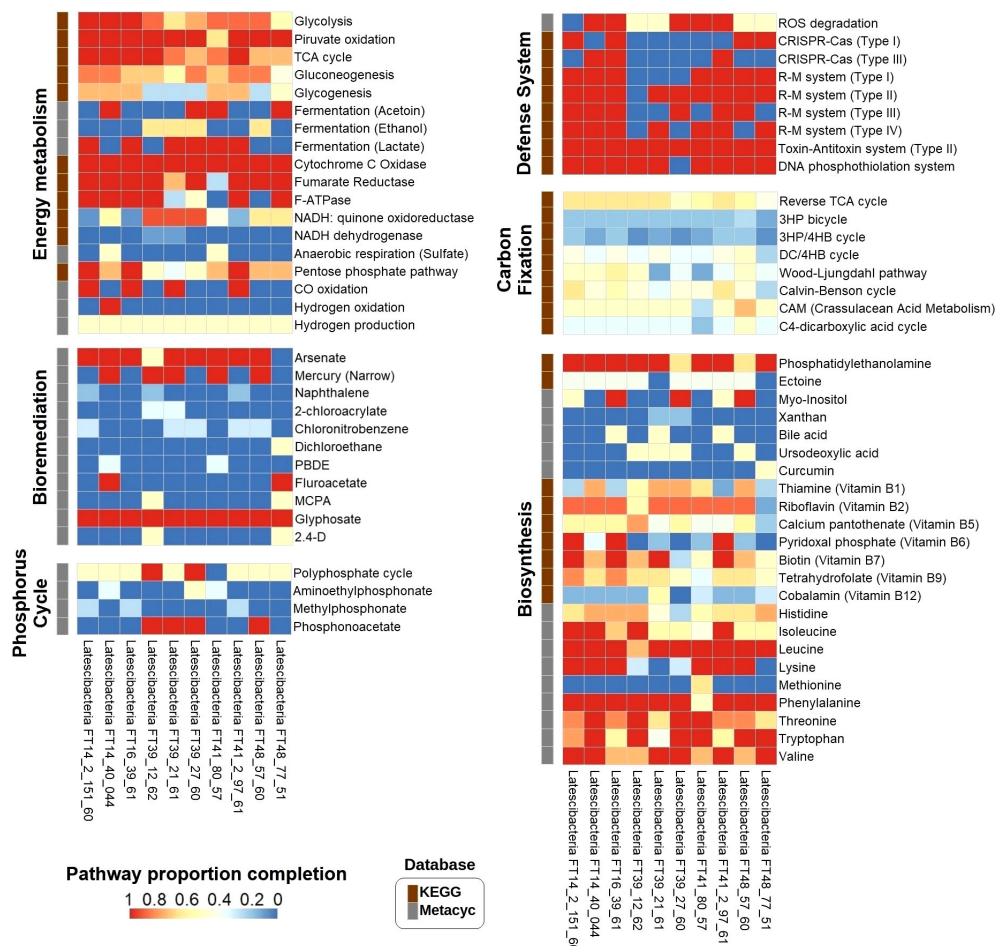 Energy metabolism
Glycolysis
Piruvate oxidation
TCA cycle
Gluconeogenesis
Glycogenesis
Fermentation (Acetoin)
Fermentation (Ethanol)
Fermentation (Lactate)
Cytochrome C Oxidase
Fumarate Reductase
F-ATPase
NADH: quinone oxidoreductase
NADH dehydrogenase
Anaerobic respiration (Sulfate)
Pentose phosphate pathway
CO oxidation
Hydrogen oxidation
Hydrogen production
Bioremediation
Arsenate
Mercury (Narrow)
Naphthalene
2-chloroacrylate
Chloronitrobenzene
Dichloroethane
PBDE
Fluroacetate
MCPA
Glyphosate
2.4-D
Phosphorus
Cycle
Polyphosphate cycle
Aminoethylphosphonate
Methylphosphonate
Phosphonoacetate
Latescibacteria FT14_2_151_60
Latescibacteria FT14_40_044
Latescibacteria FT16_39_61
Latescibacteria FT39_12_62
Latescibacteria FT39_21_61
Latescibacteria FT39_27_60
Latescibacteria FT41_80_57
Latescibacteria FT41_2_97_61
Latescibacteria FT48_57_60
Latescibacteria FT48_77_51
Defense System
ROS degradation
CRISPR-Cas (Type I)
CRISPR-Cas (Type III)
R-M system (Type I)
R-M system (Type II)
R-M system (Type III)
R-M system (Type IV)
Toxin-Antitoxin system (Type II)
DNA phosphothiolation system
Carbon
Fixation
Reverse TCA cycle
3HP bicycle
3HP/4HB cycle
DC/4HB cycle
Wood-Ljungdahl pathway
Calvin-Benson cycle
CAM (Crassulacean Acid Metabolism)
C4-dicarboxylic acid cycle
Biosynthesis
Phosphatidylethanolamine
Ectoine
Myo-Inositol
Xanthan
Bile acid
Ursodeoxylic acid
Curcumin
Thiamine (Vitamin B1)
Riboflavin (Vitamin B2)
Calcium pantothenate (Vitamin B5)
Pyridoxal phosphate (Vitamin B6)
Biotin (Vitamin B7)
Tetrahydrofolate (Vitamin B9)
Cobalamin (Vitamin B12)
Histidine
Isoleucine
Leucine
Lysine
Methionine
Phenylalanine
Threonine
Tryptophan
Valine
Latescibacteria FT14_2_151_60
Latescibacteria FT14_40_044
Latescibacteria FT16_39_61
Latescibacteria FT39_12_62
Latescibacteria FT39_21_61
Latescibacteria FT39_27_60
Latescibacteria FT41_80_57
Latescibacteria FT41_2_97_61
Latescibacteria FT48_57_60
Latescibacteria FT48_77_51
Pathway proportion completion
1 0.8 0.6 0.4 0.2 0
Database
KEGG
Metacyc